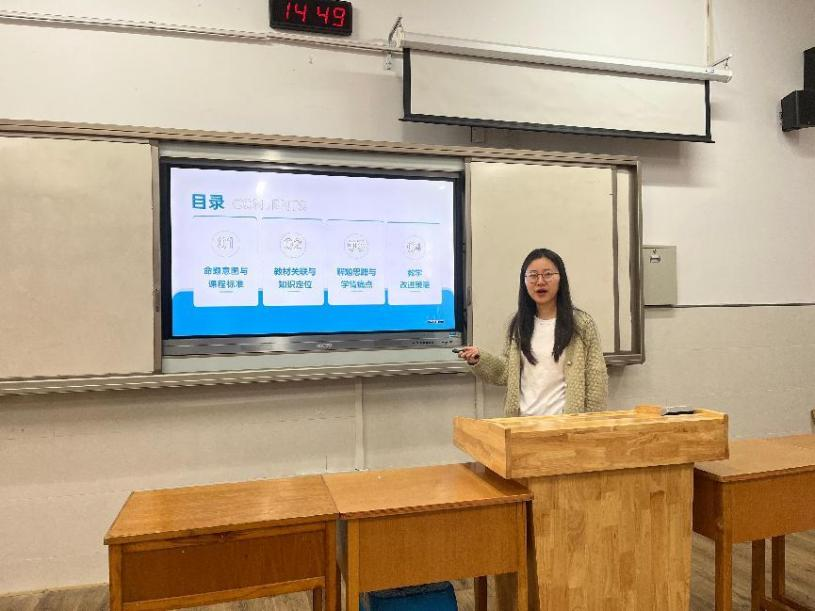 14 49
目录 CONTENTS
01
02
03
04
命题意图与
课程标准
教材关联与
知识定位
解题思路与
学情痛点
教学
改进策略